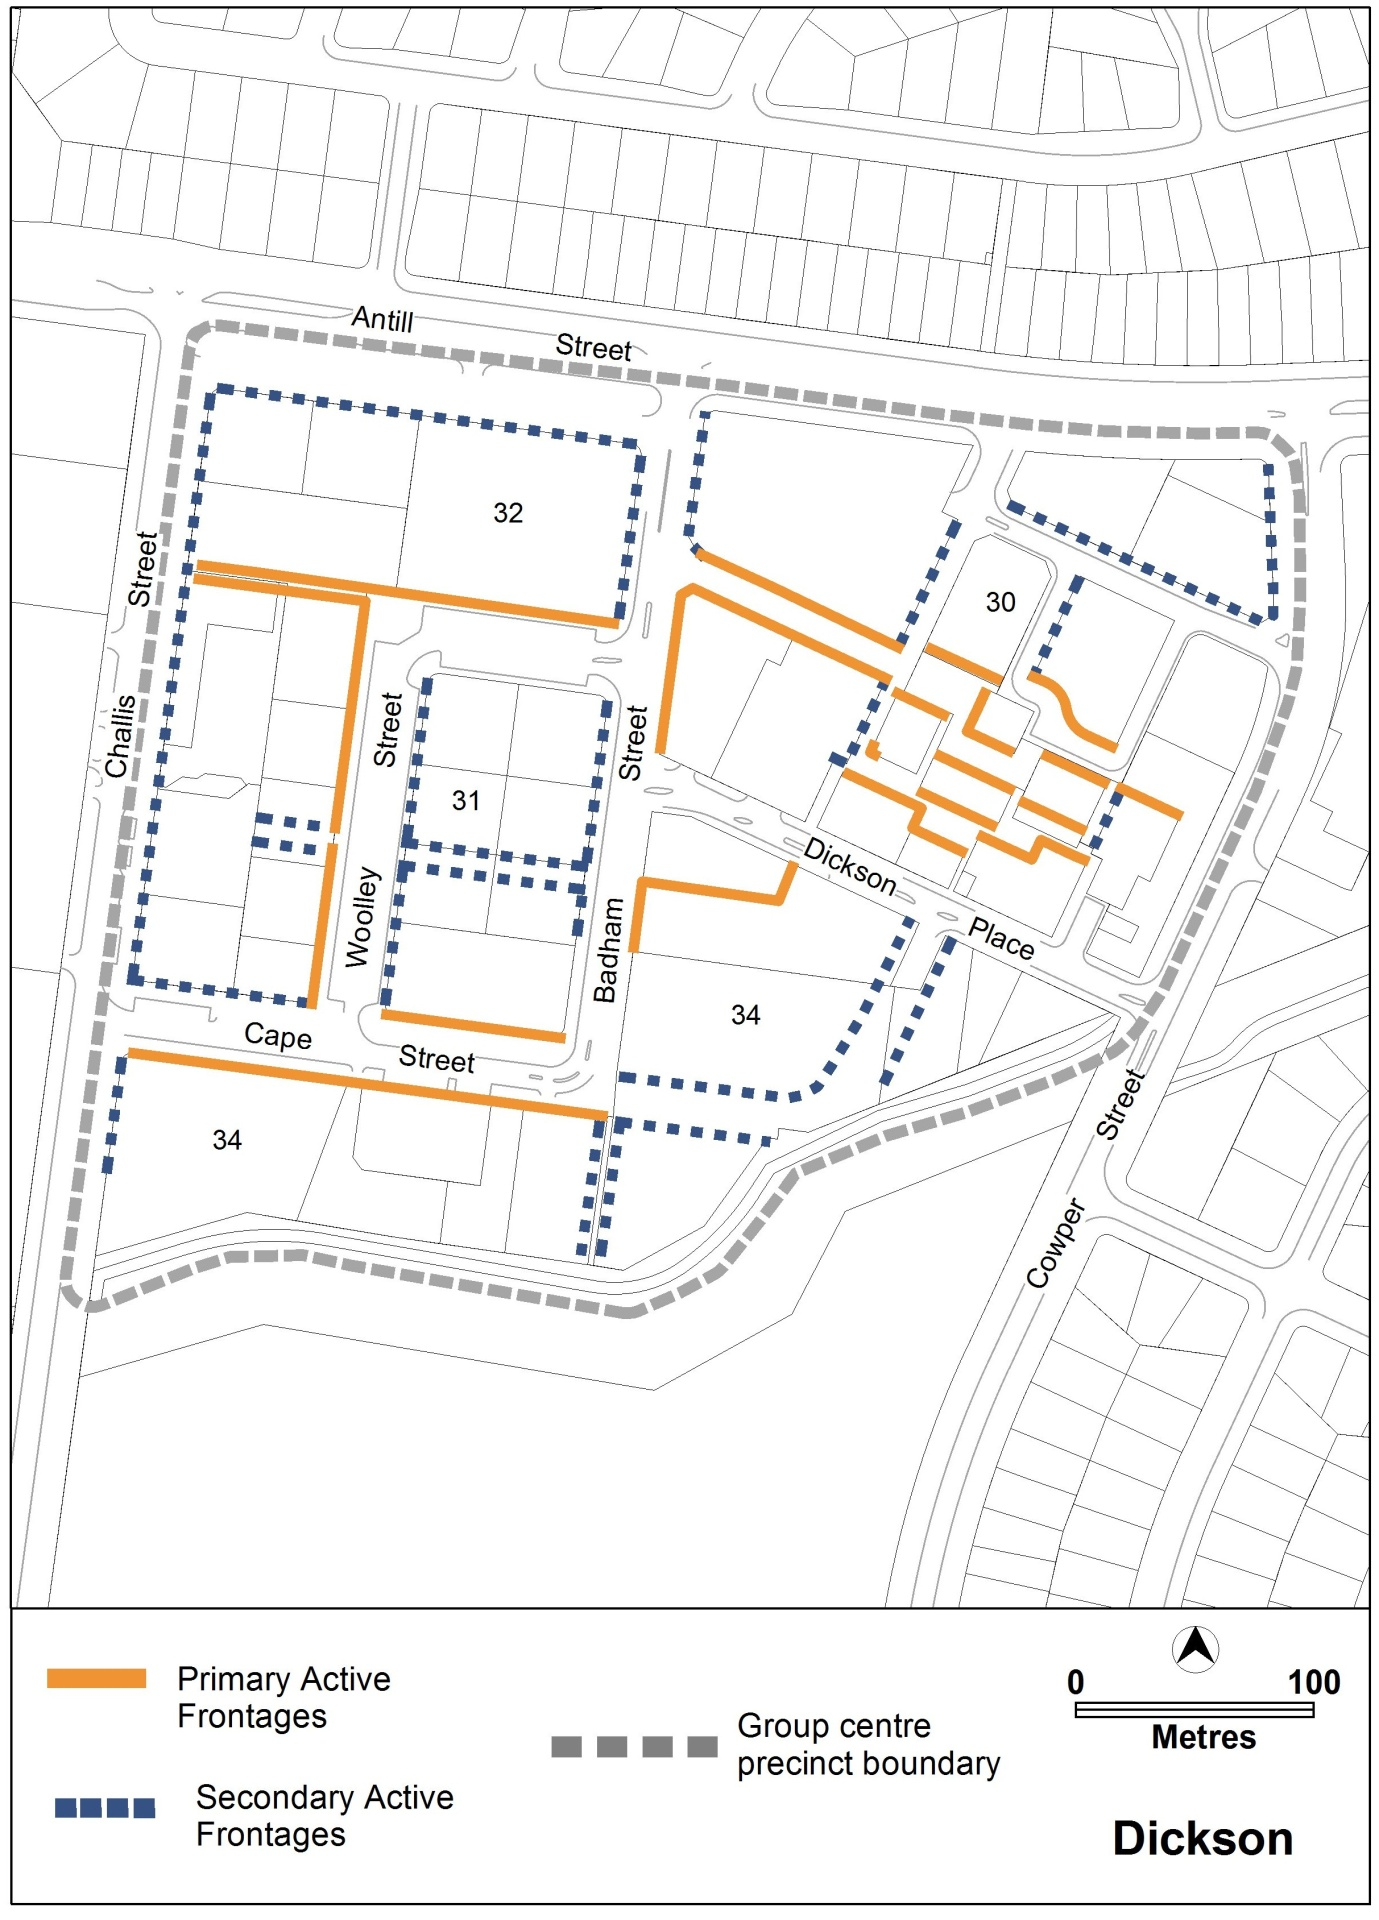 Antill
Street
32
Street
30
Challis
Street
Street
31
Dickson
Woolley
Badham
Place
34
Cape
Street
34
Street
Cowper
Primary Active
Frontages
Secondary Active
Frontages
Group centre
precinct boundary
0 100
Metres
Dickson